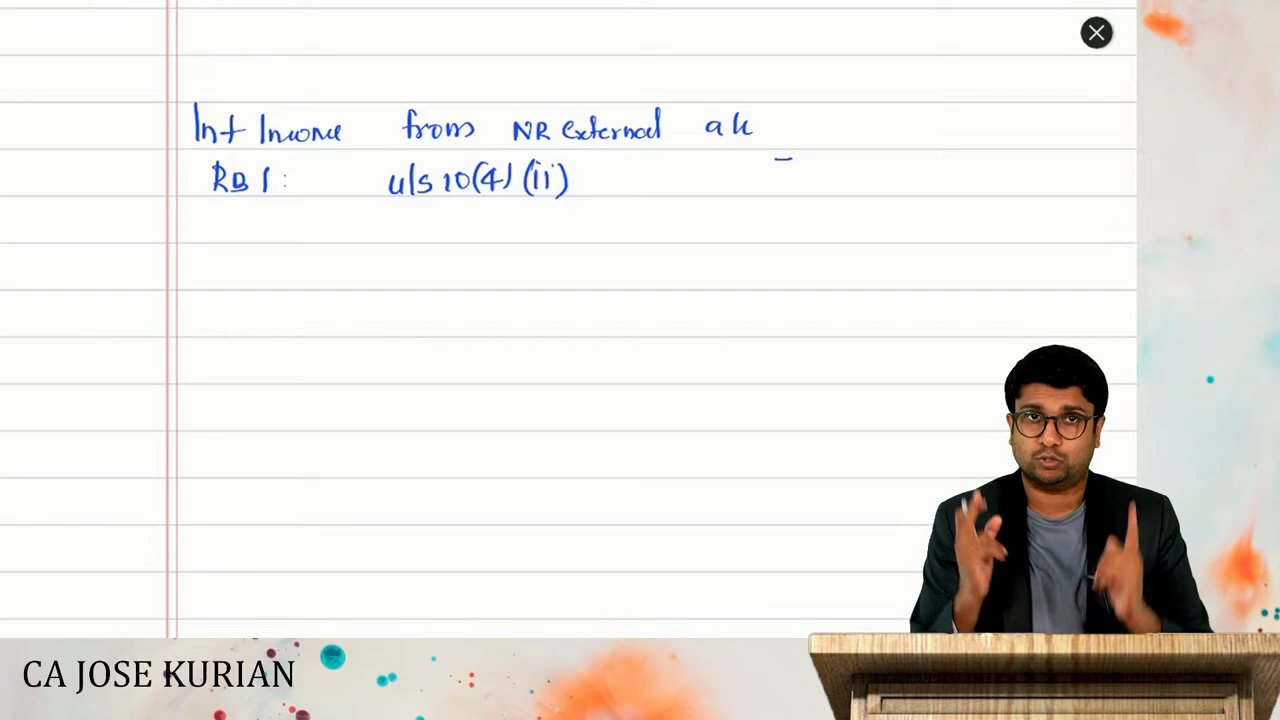 Int Income from NR external a/c –
RBI: u/s 10(4) (ii)
CA JOSE KURIAN